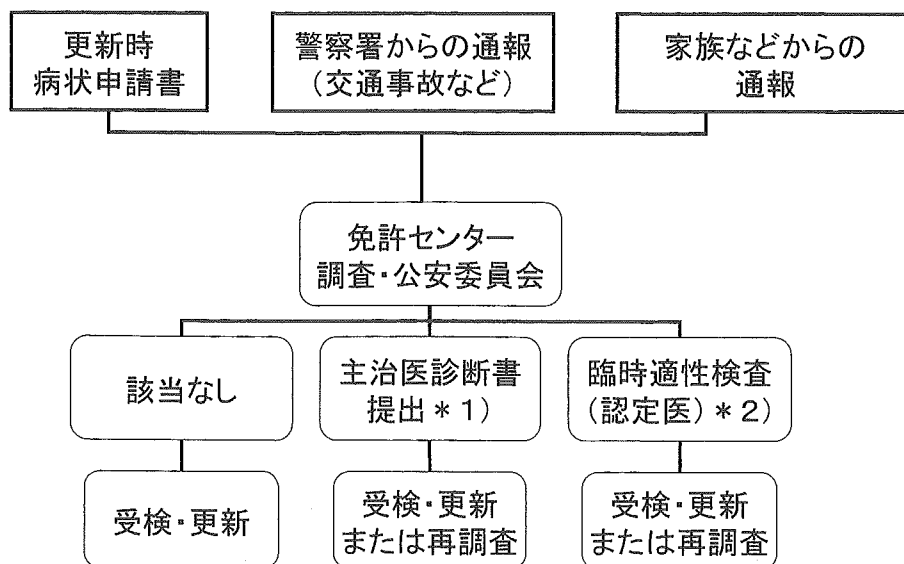 更新時
病状申請書
警察署からの通報
（交通事故など）
家族などからの
通報
免許センター
調査・公安委員会
該当なし
主治医診断書
提出＊1）
臨時適性検査
（認定医）＊2）
受検・更新
受検・更新
または再調査
受検・更新
または再調査